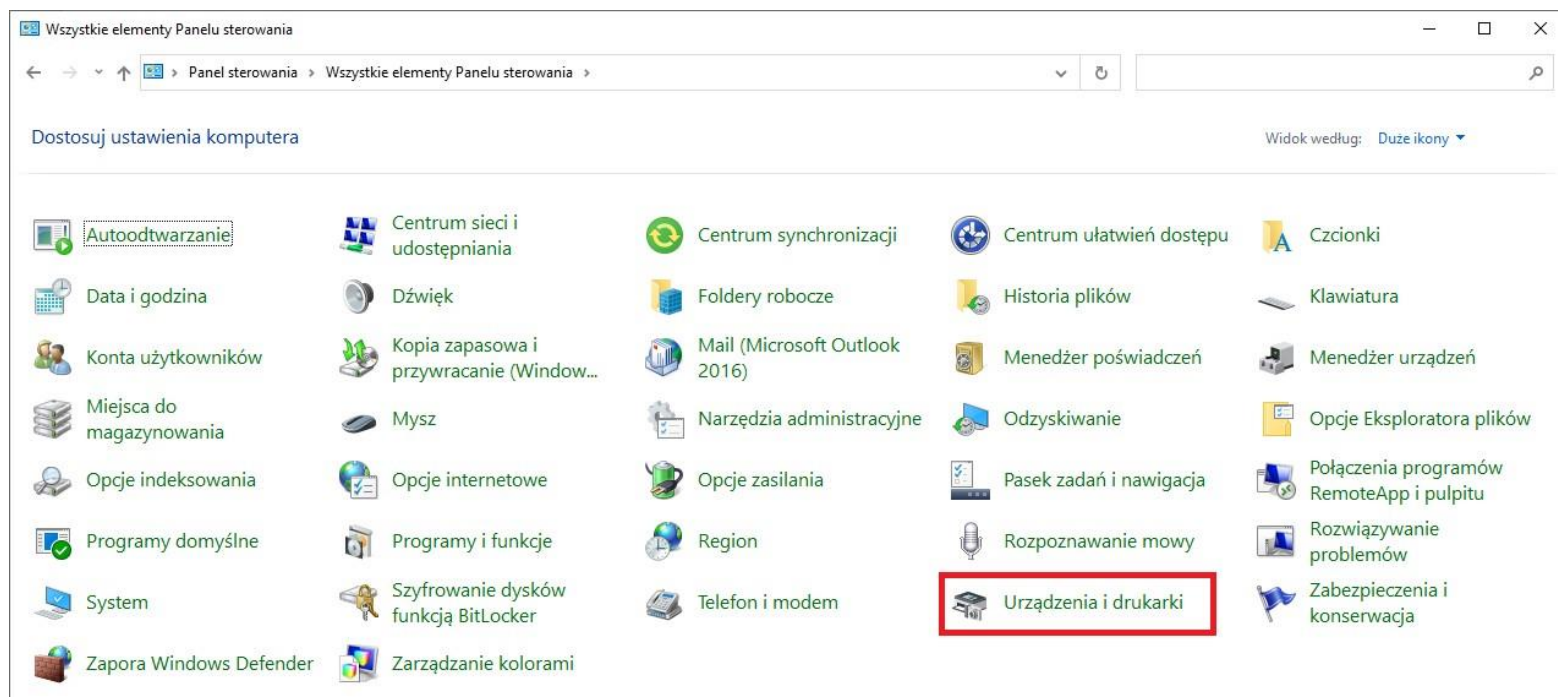 Wszystkie elementy Panelu sterowania
Panel sterowania > Wszystkie elementy Panelu sterowania >
Dostosuj ustawienia komputera
Widok według: Duże ikony
Autoodtwarzanie
Centrum sieci i
udostępniania
Centrum synchronizacji
Centrum ułatwień dostępu
Czcionki
Data i godzina
Dźwięk
Foldery robocze
Historia plików
Klawiatura
Konta użytkowników
Kopia zapasowa i
przywracanie (Window...
Mail (Microsoft Outlook
2016)
Menedżer poświadczeń
Menedżer urządzeń
Miejsca do
magazynowania
Mysz
Narzędzia administracyjne
Odzyskiwanie
Opcje Eksploratora plików
Opcje indeksowania
Opcje internetowe
Opcje zasilania
Pasek zadań i nawigacja
Połączenia programów
RemoteApp i pulpitu
Programy domyślne
Programy i funkcje
Region
Rozpoznawanie mowy
Rozwiązywanie
problemów
System
Szyfrowanie dysków
funkcją BitLocker
Telefon i modem
Urządzenia i drukarki
Zabezpieczenia i
konserwacja
Zapora Windows Defender
Zarządzanie kolorami